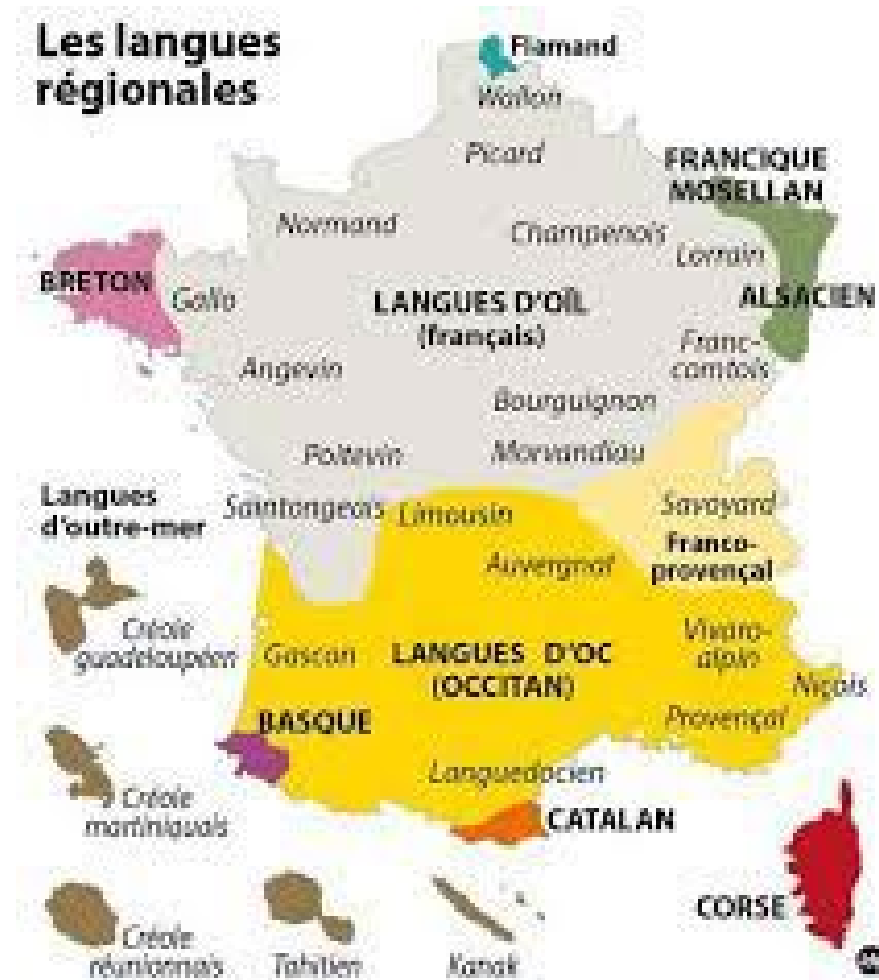 Les langues
régionales
Flamand
Wallon
Picard
FRANCIQUE
MOSELLAN
Normand
Champenois
Lorrain
BRETON
Gallo
LANGUES D'OÏL
(français)
ALSACIEN
Angevin
Franc-
comtois
Bourguignon
Poitevin
Morvandiau
Langues
d'outre-mer
Saintongeais
Limousin
Savoyard
Auvergnat
Franco-
provençal
Créole
guadeloupéen
Gascon
LANGUES D'OC
(OCCITAN)
Vivaro-
alpin
Niçois
BASQUE
Provençal
Languedocien
Créole
martiniquais
CATALAN
CORSE
Créole
réunionnais
Tahitien
Kanak